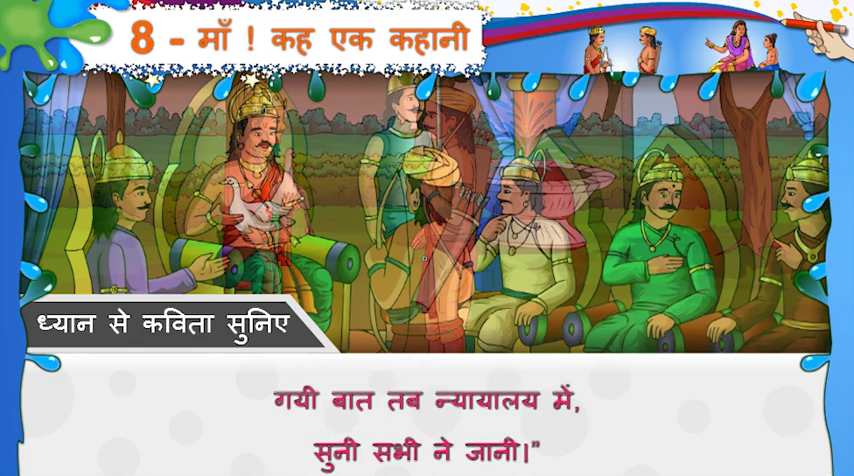 8 - माँ ! कह एक कहानी
ध्यान से कविता सुनिए
गयी बात तब न्यायालय में,
सुनी सभी ने जानी।”